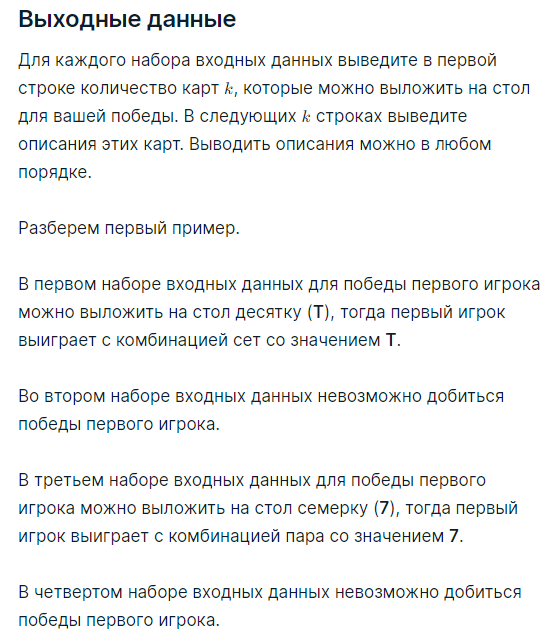 Выходные данные
Для каждого набора входных данных выведите в первой
строке количество карт k, которые можно выложить на стол
для вашей победы. В следующих k строках выведите
описания этих карт. Выводить описания можно в любом
порядке.
Разберем первый пример.
В первом наборе входных данных для победы первого игрока
можно выложить на стол десятку (T), тогда первый игрок
выиграет с комбинацией сет со значением T.
Во втором наборе входных данных невозможно добиться
победы первого игрока.
В третьем наборе входных данных для победы первого
игрока можно выложить на стол семерку (7), тогда первый
игрок выиграет с комбинацией пара со значением 7.
В четвертом наборе входных данных невозможно добиться
победы первого игрока.